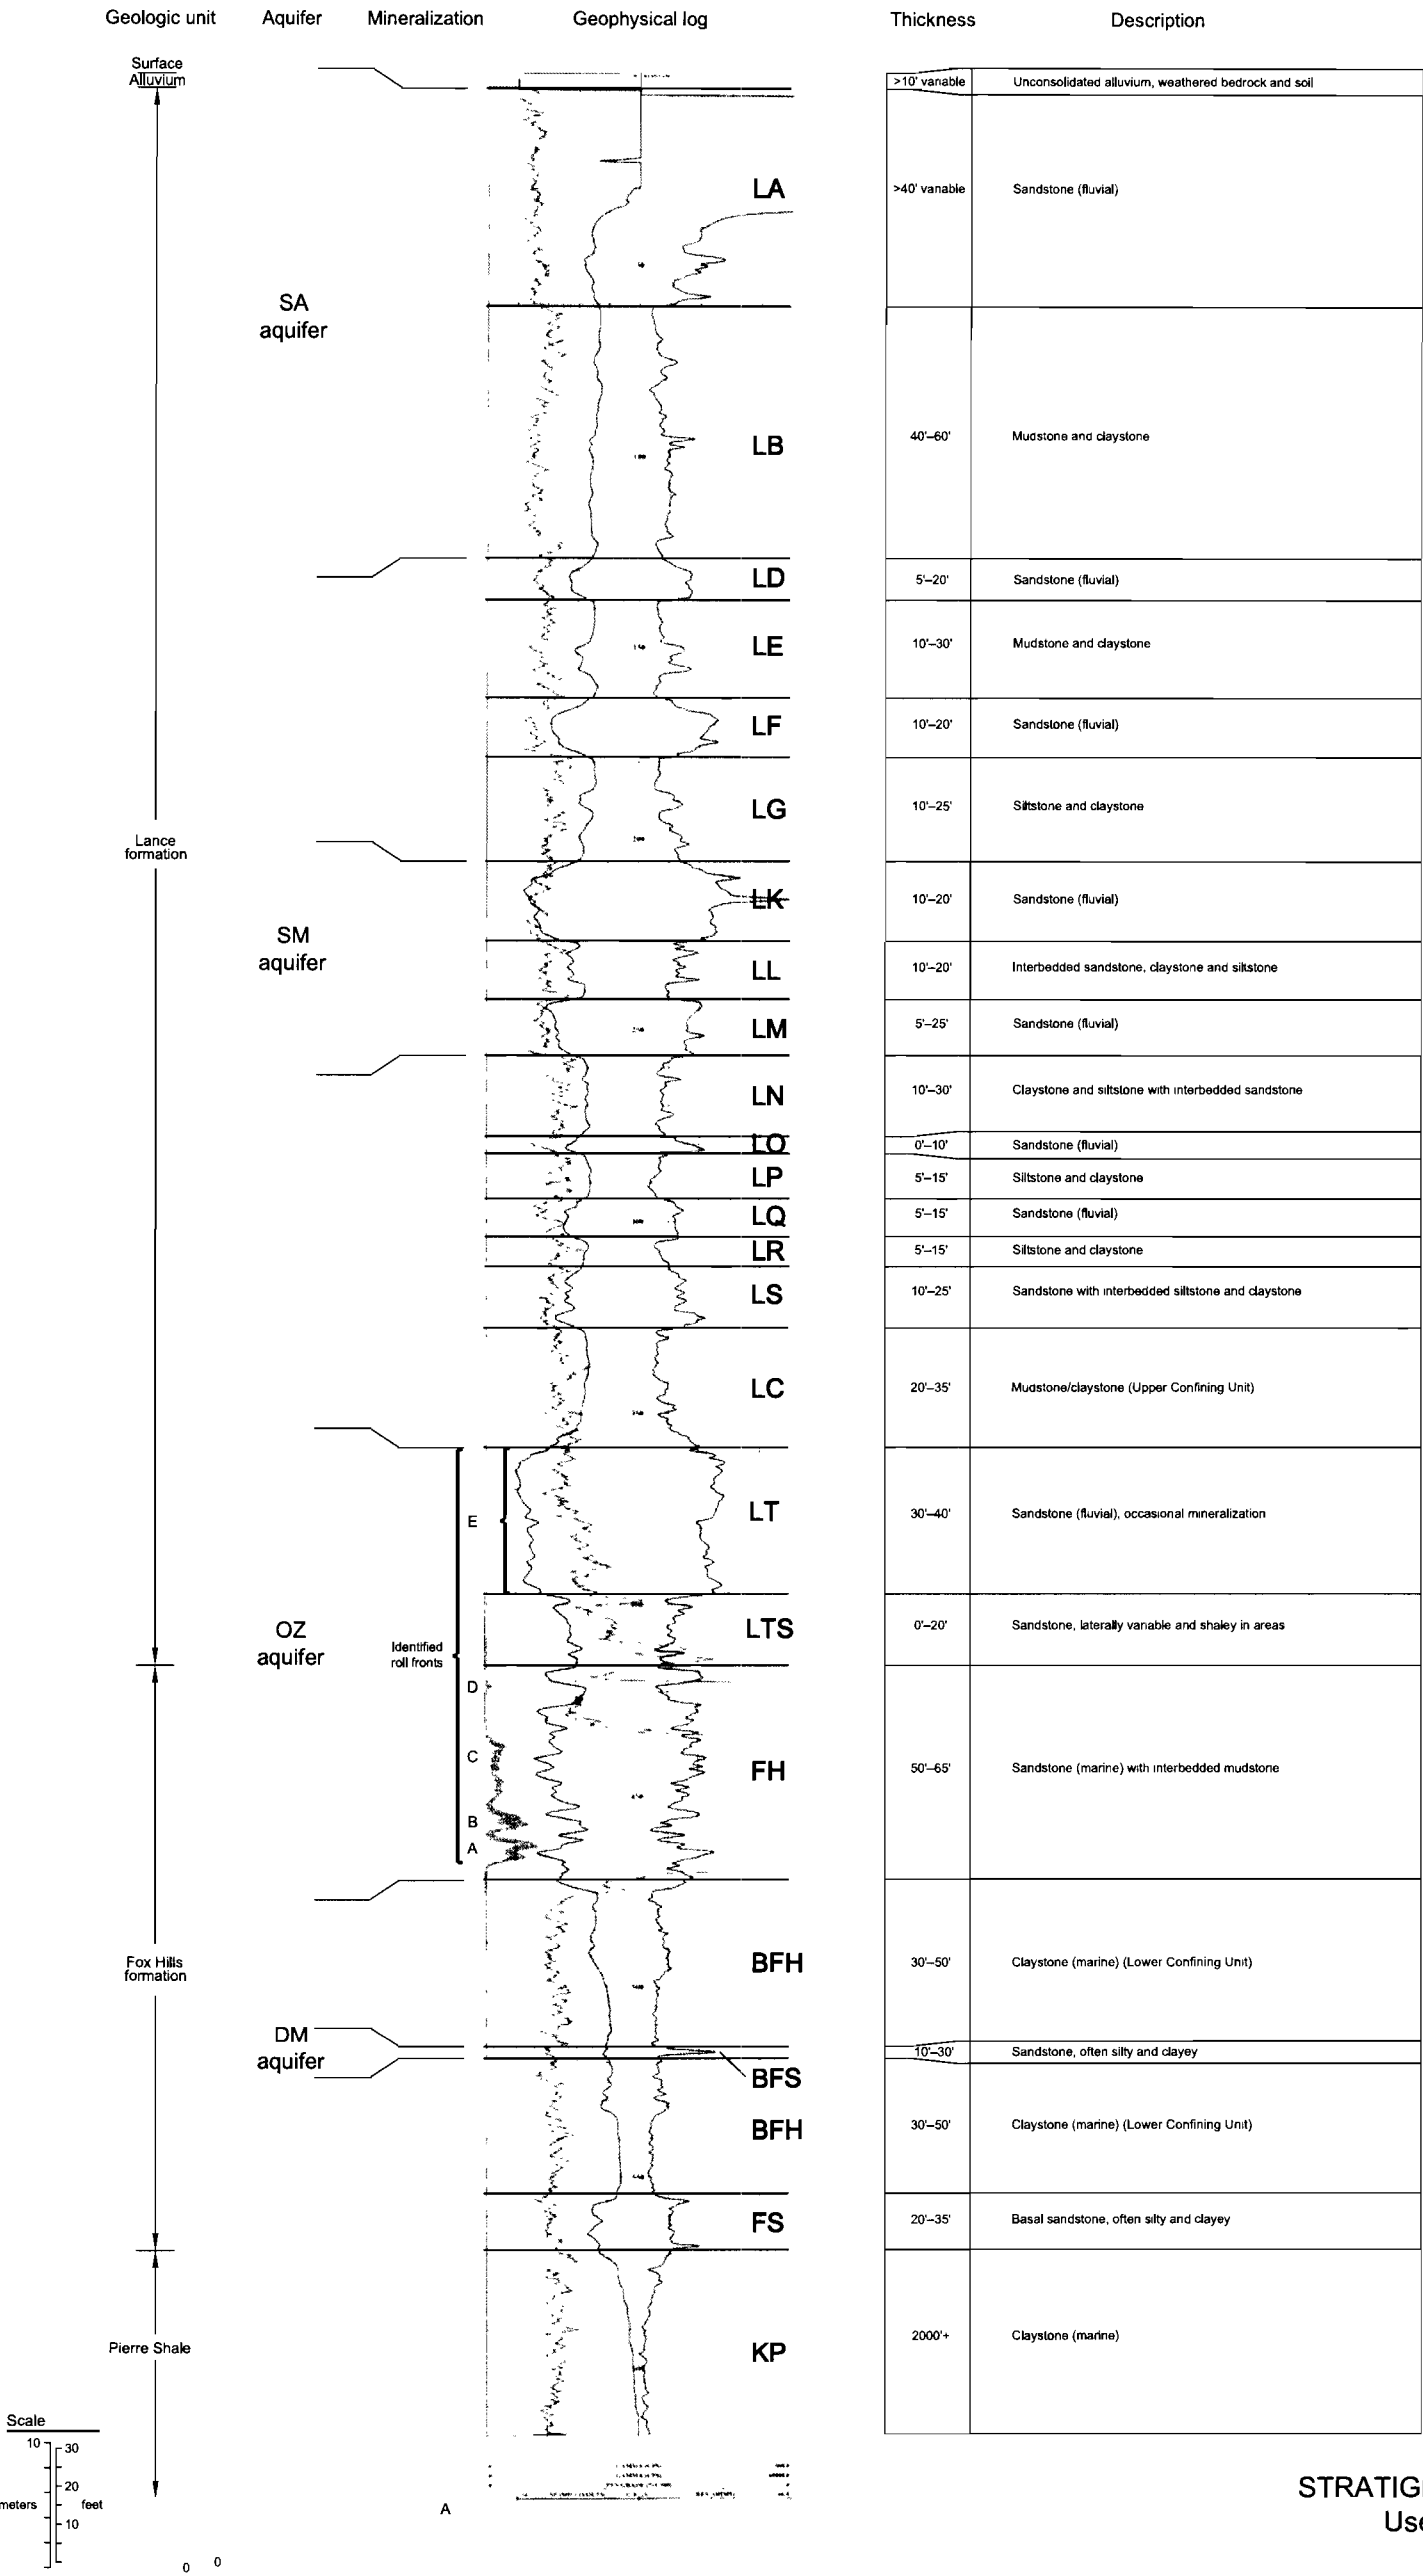 Geologic unit Aquifer Mineralization Geophysical log Thickness Description
Surface
Alluvium
>10' variable Unconsolidated alluvium, weathered bedrock and soil
LA >40' variable Sandstone (fluvial)
SA
aquifer
LB 40'–60' Mudstone and claystone
LD 5'–20' Sandstone (fluvial)
LE 10'–30' Mudstone and claystone
LF 10'–20' Sandstone (fluvial)
LG 10'–25' Siltstone and claystone
Lance
formation
LK 10'–20' Sandstone (fluvial)
SM
aquifer
LL 10'–20' Interbedded sandstone, claystone and siltstone
LM 5'–25' Sandstone (fluvial)
LN 10'–30' Claystone and siltstone with interbedded sandstone
LO 0'–10' Sandstone (fluvial)
LP 5'–15' Siltstone and claystone
LQ 5'–15' Sandstone (fluvial)
LR 5'–15' Siltstone and claystone
LS 10'–25' Sandstone with interbedded siltstone and claystone
LC 20'–35' Mudstone/claystone (Upper Confining Unit)
E LT 30'–40' Sandstone (fluvial), occasional mineralization
OZ
aquifer
LTS 0'–20' Sandstone, laterally variable and shaley in areas
Identified
roll fronts
D
C
FH 50'–65' Sandstone (marine) with interbedded mudstone
B
A
Fox Hills
formation
BFH 30'–50' Claystone (marine) (Lower Confining Unit)
DM
aquifer
BFS 10'–30' Sandstone, often silty and clayey
BFH 30'–50' Claystone (marine) (Lower Confining Unit)
FS 20'–35' Basal sandstone, often silty and clayey
Pierre Shale
KP 2000'+ Claystone (marine)
Scale
10 30
20
meters feet
10
0 0
A
STRATIG
Use